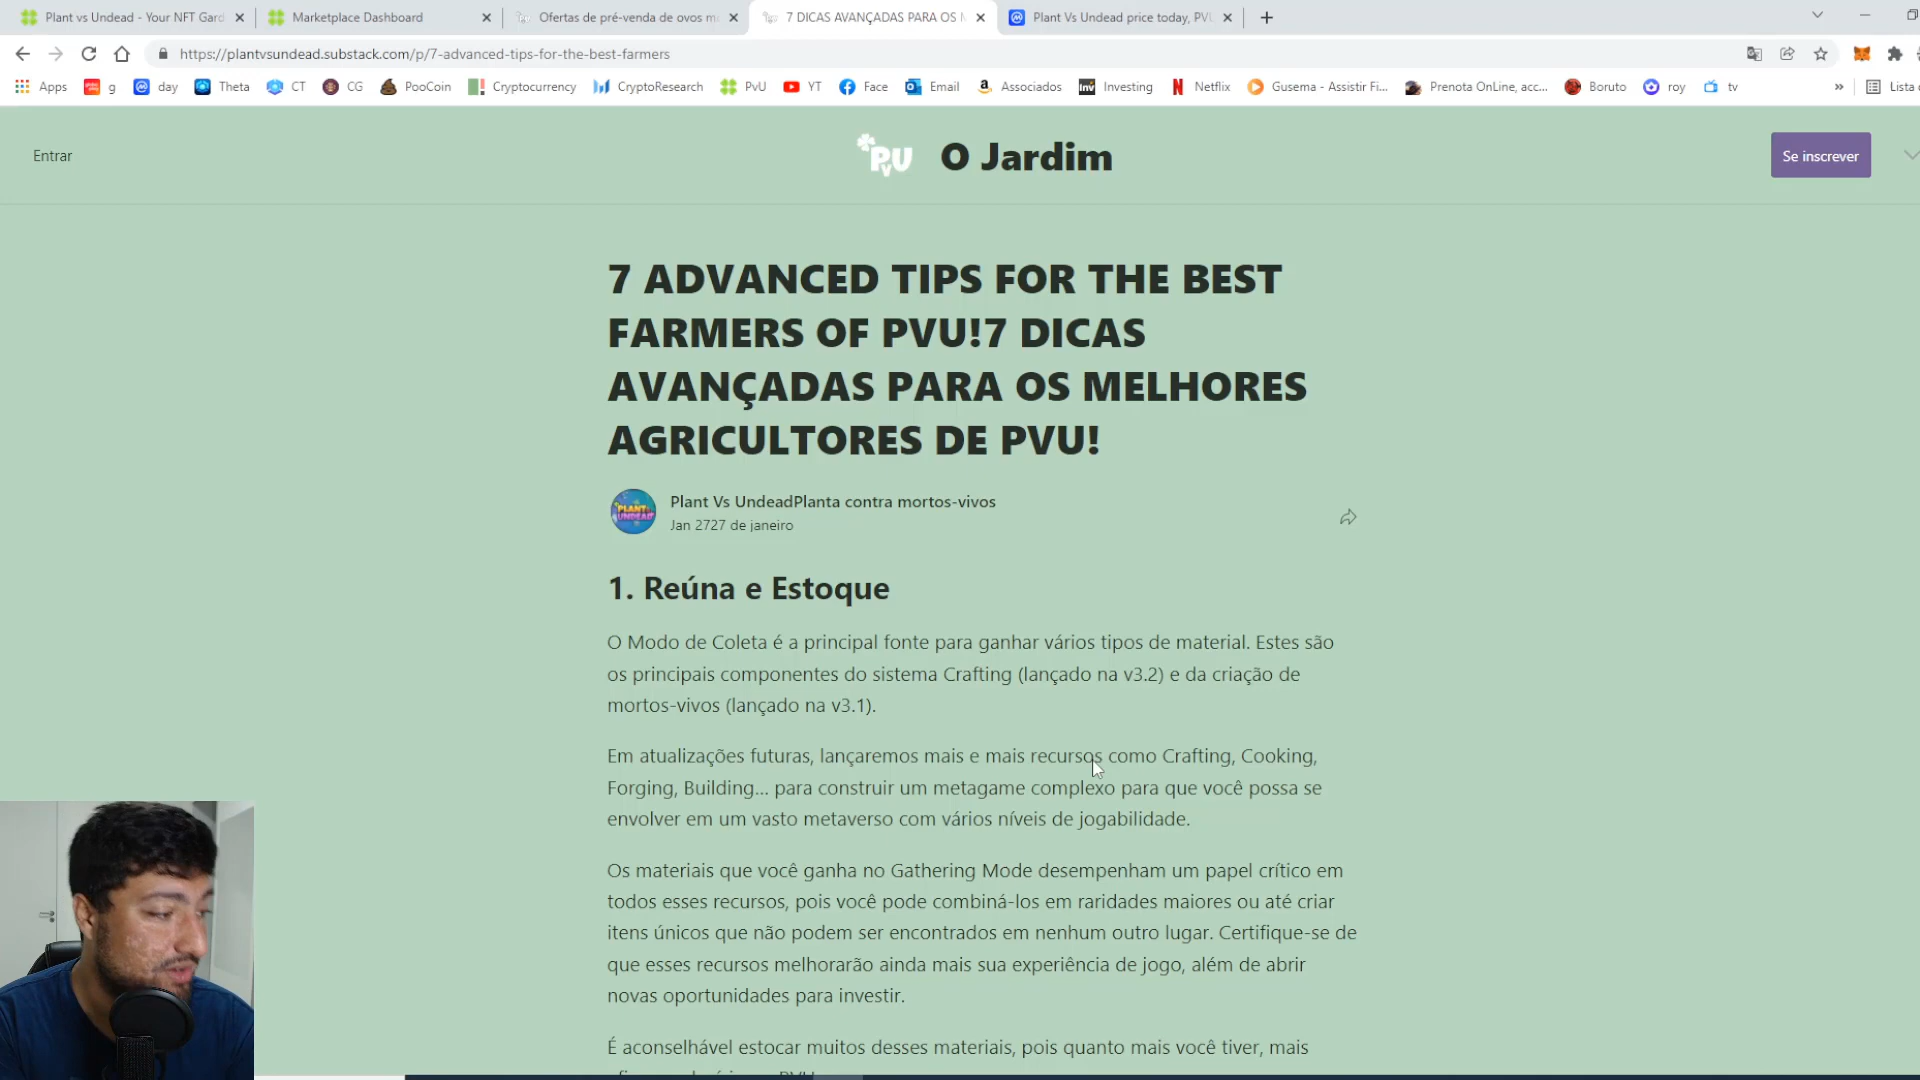 Plant vs Undead - Your NFT Gard
Marketplace Dashboard
Ofertas de pré-venda de ovos m
7 DICAS AVANÇADAS PARA OS
Plant Vs Undead price today, PVU
https://plantvsundead.substack.com/p/7-advanced-tips-for-the-best-farmers
Apps g day Theta CT CG PooCoin Cryptocurrency CryptoResearch PvU YT Face Email Associados Investing Netflix Gusema - Assistir Fi... Prenota OnLine, acc... Boruto roy tv » Lista
Entrar
PvU O Jardim
Se inscrever
7 ADVANCED TIPS FOR THE BEST
FARMERS OF PVU!7 DICAS
AVANÇADAS PARA OS MELHORES
AGRICULTORES DE PVU!
PLANT UNDEAD
Plant Vs UndeadPlanta contra mortos-vivos
Jan 2727 de janeiro
1. Reúna e Estoque
O Modo de Coleta é a principal fonte para ganhar vários tipos de material. Estes são
os principais componentes do sistema Crafting (lançado na v3.2) e da criação de
mortos-vivos (lançado na v3.1).
Em atualizações futuras, lançaremos mais e mais recursos como Crafting, Cooking,
Forging, Building... para construir um metagame complexo para que você possa se
envolver em um vasto metaverso com vários níveis de jogabilidade.
Os materiais que você ganha no Gathering Mode desempenham um papel crítico em
todos esses recursos, pois você pode combiná-los em raridades maiores ou até criar
itens únicos que não podem ser encontrados em nenhum outro lugar. Certifique-se de
que esses recursos melhorarão ainda mais sua experiência de jogo, além de abrir
novas oportunidades para investir.
É aconselhável estocar muitos desses materiais, pois quanto mais você tiver, mais